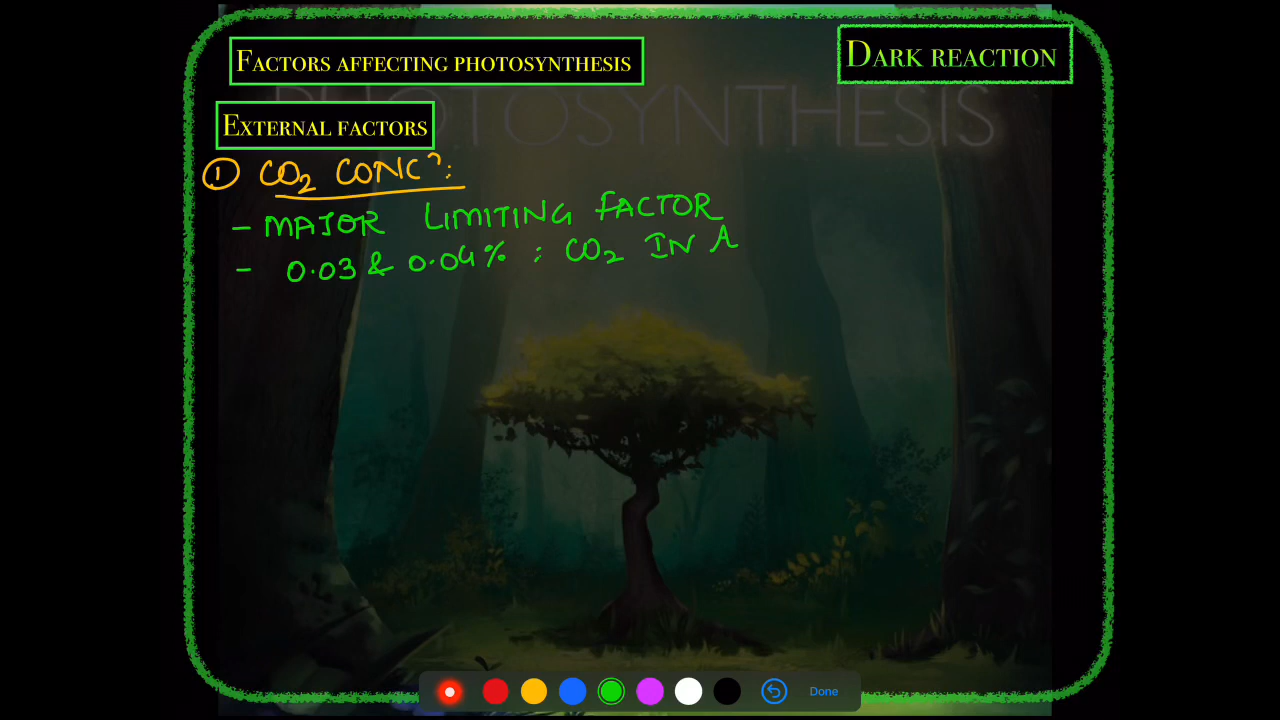 FACTORS AFFECTING PHOTOSYNTHESIS
DARK REACTION
PHOTOSYNTHESIS
EXTERNAL FACTORS
① CO₂ CONCⁿ:
- MAJOR LIMITING FACTOR
- 0.03 & 0.04% : CO₂ IN A
Done